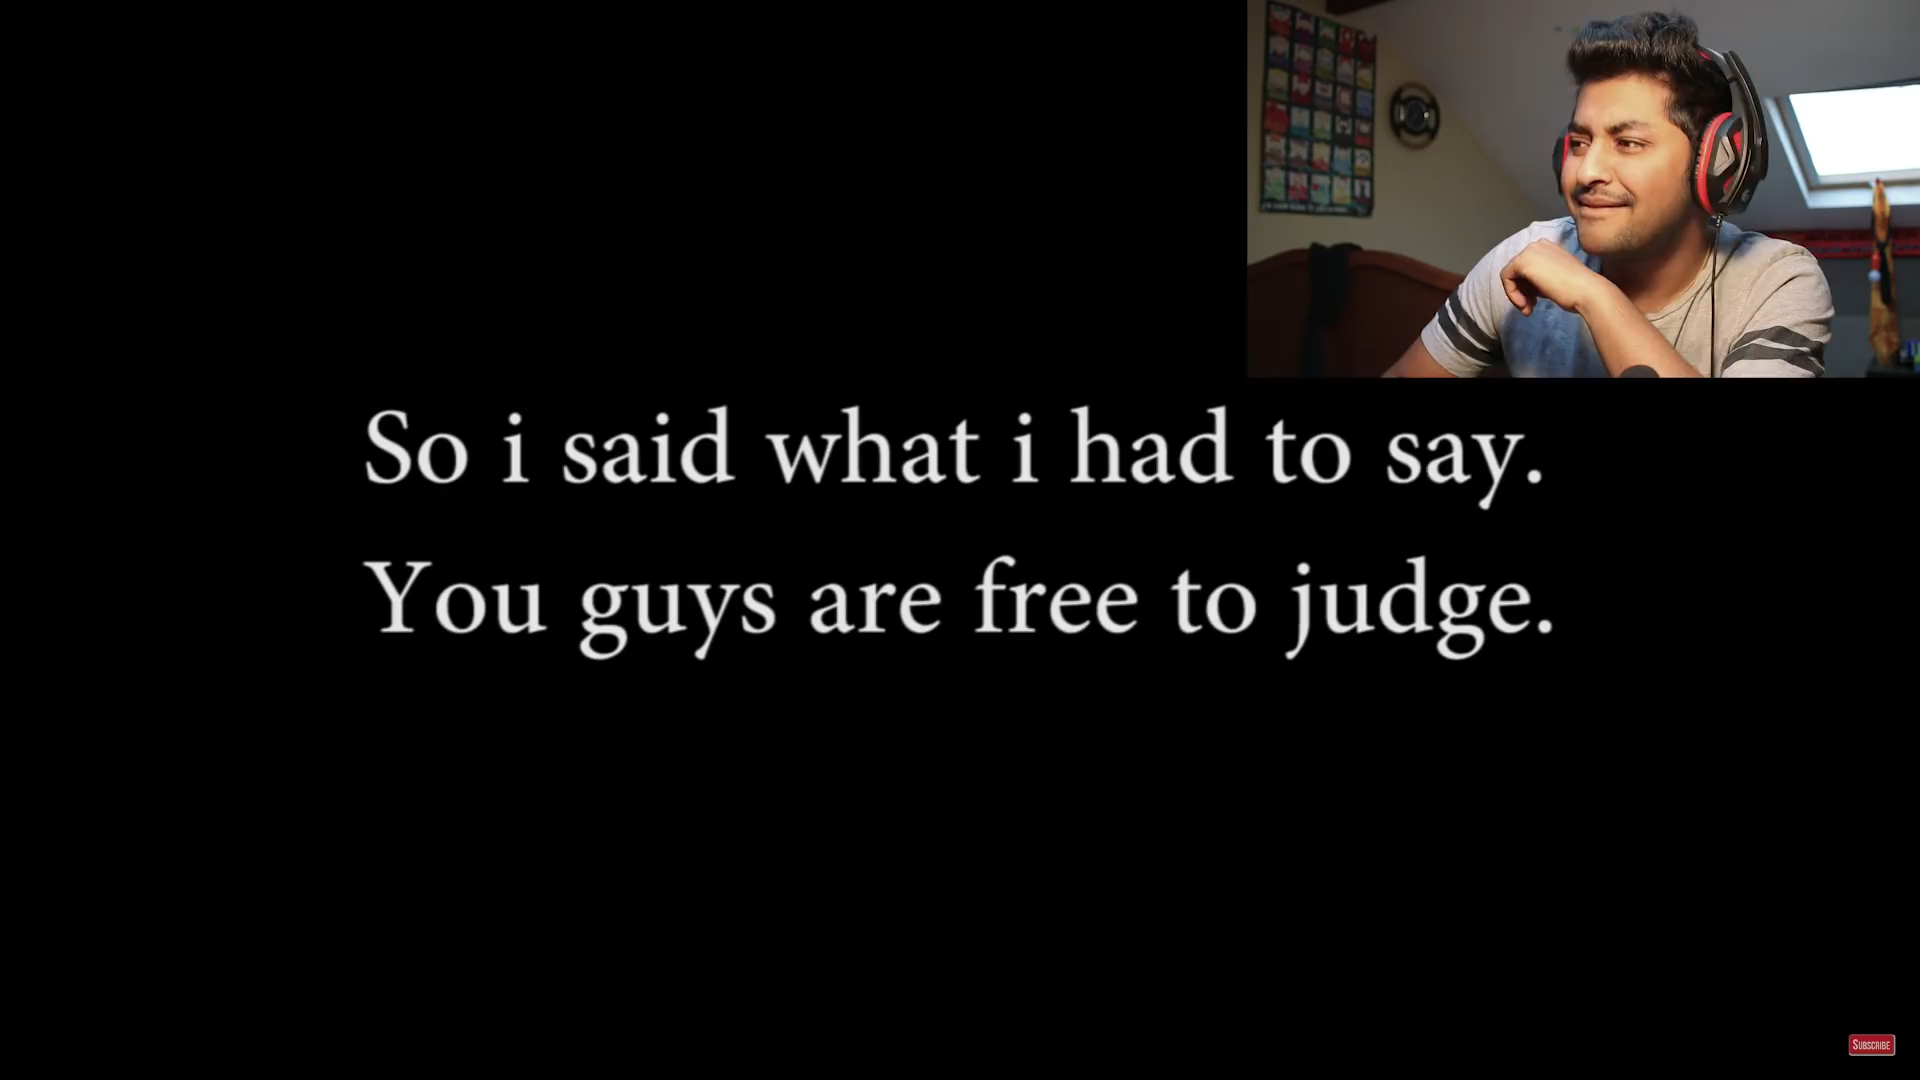 So i said what i had to say.
You guys are free to judge.
SUBSCRIBE